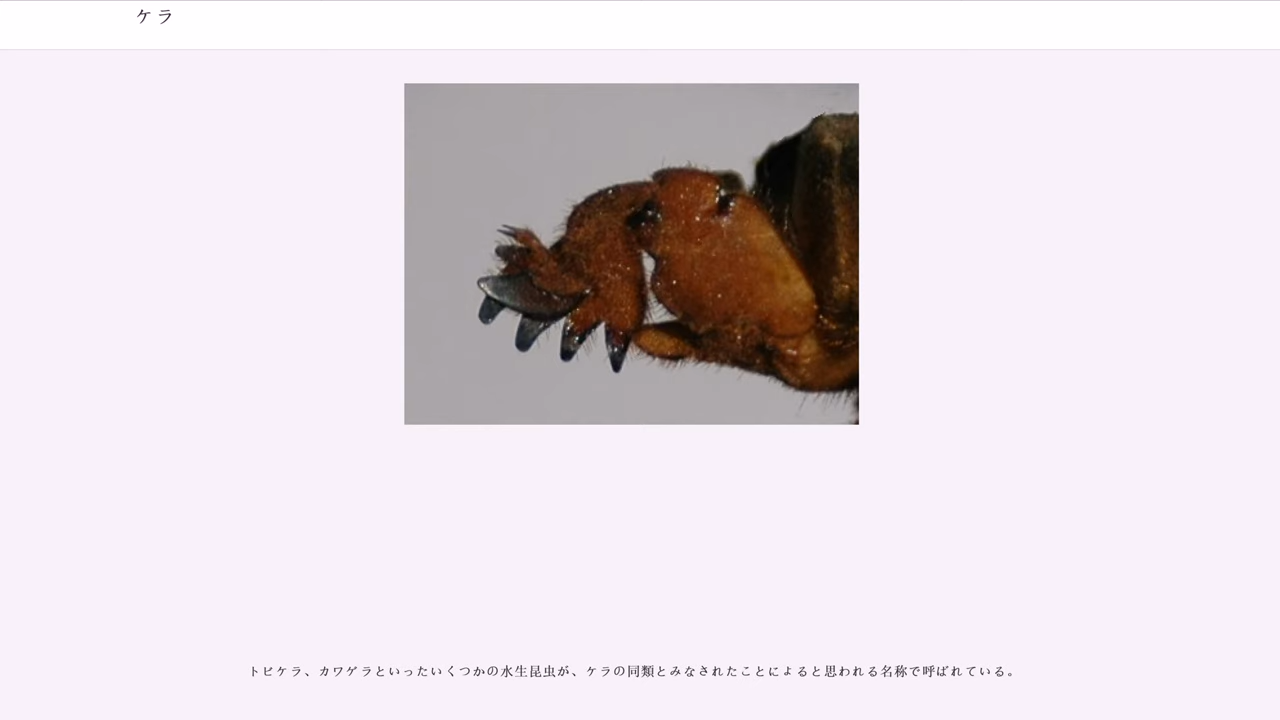 ケラ
トビケラ、カワゲラといったいくつかの水生昆虫が、ケラの同類とみなされたことによると思われる名称で呼ばれている。